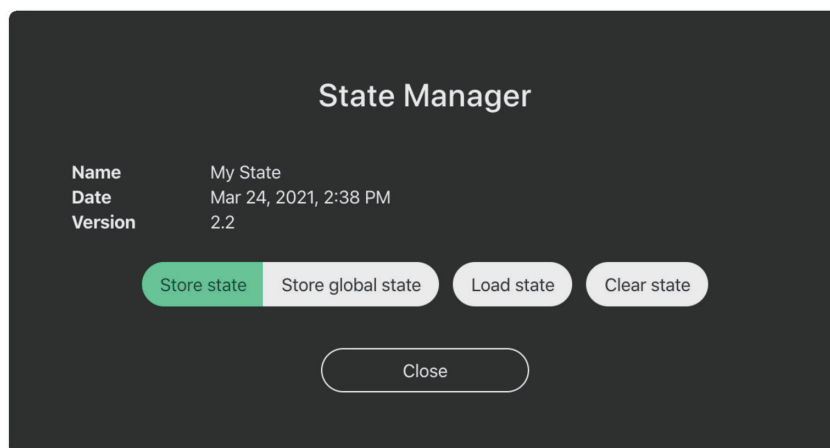 State Manager
Name My State
Date Mar 24, 2021, 2:38 PM
Version 2.2
Store state Store global state Load state Clear state
Close